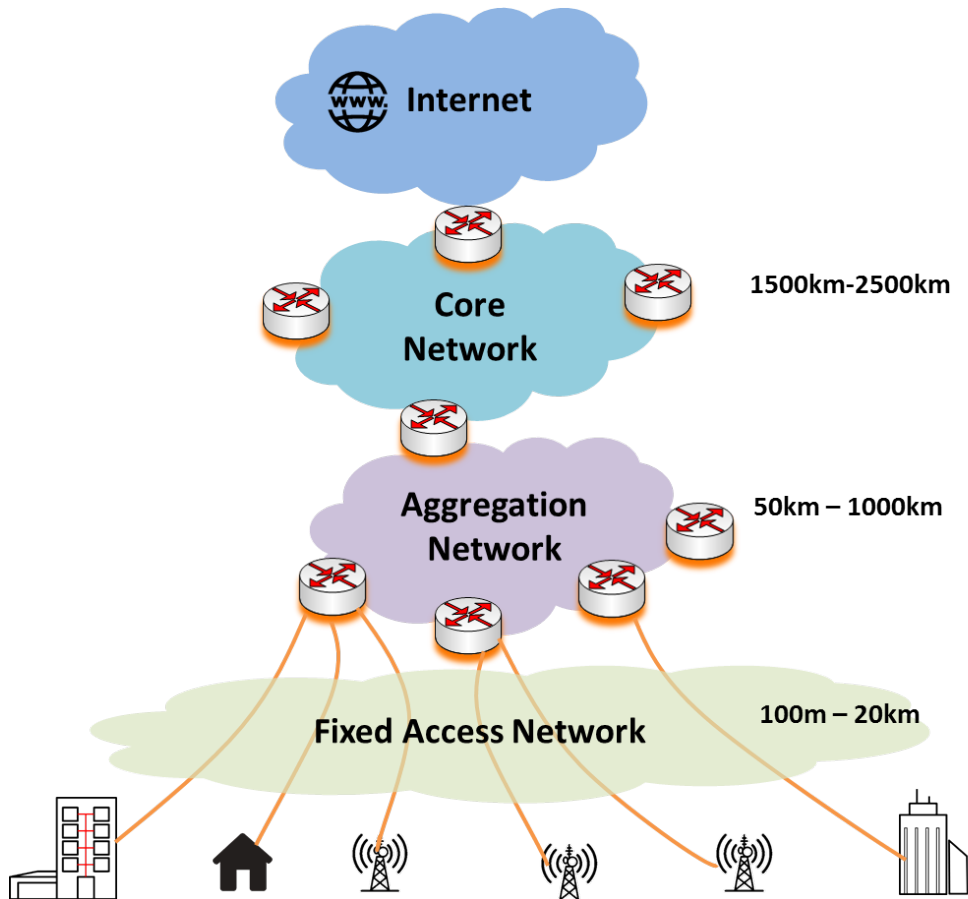 www.
Internet
1500km-2500km
Core
Network
50km – 1000km
Aggregation
Network
100m – 20km
Fixed Access Network